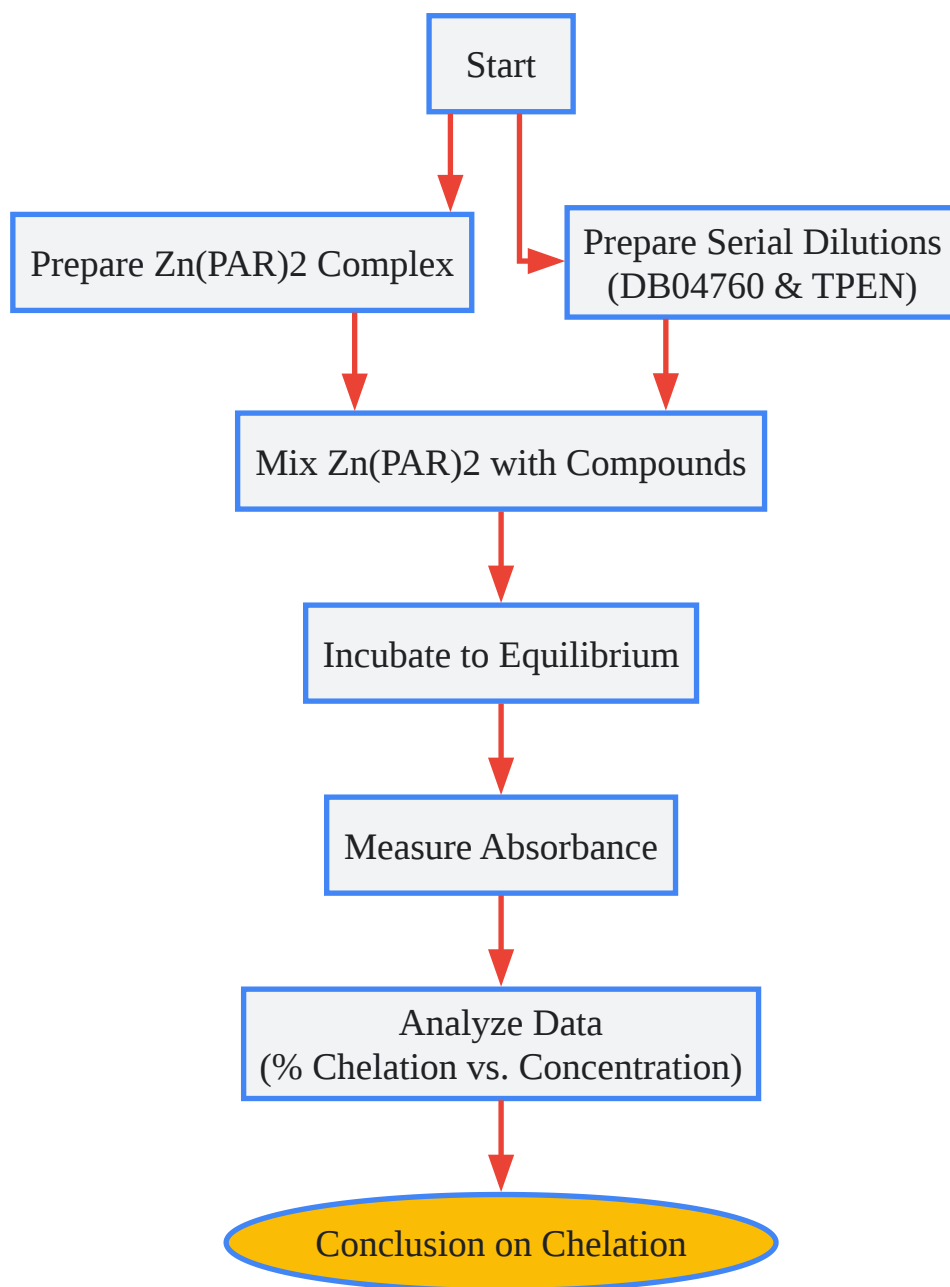 Start
Prepare Zn(PAR)2 Complex
Prepare Serial Dilutions
(DB04760 & TPEN)
Mix Zn(PAR)2 with Compounds
Incubate to Equilibrium
Measure Absorbance
Analyze Data
(% Chelation vs. Concentration)
Conclusion on Chelation